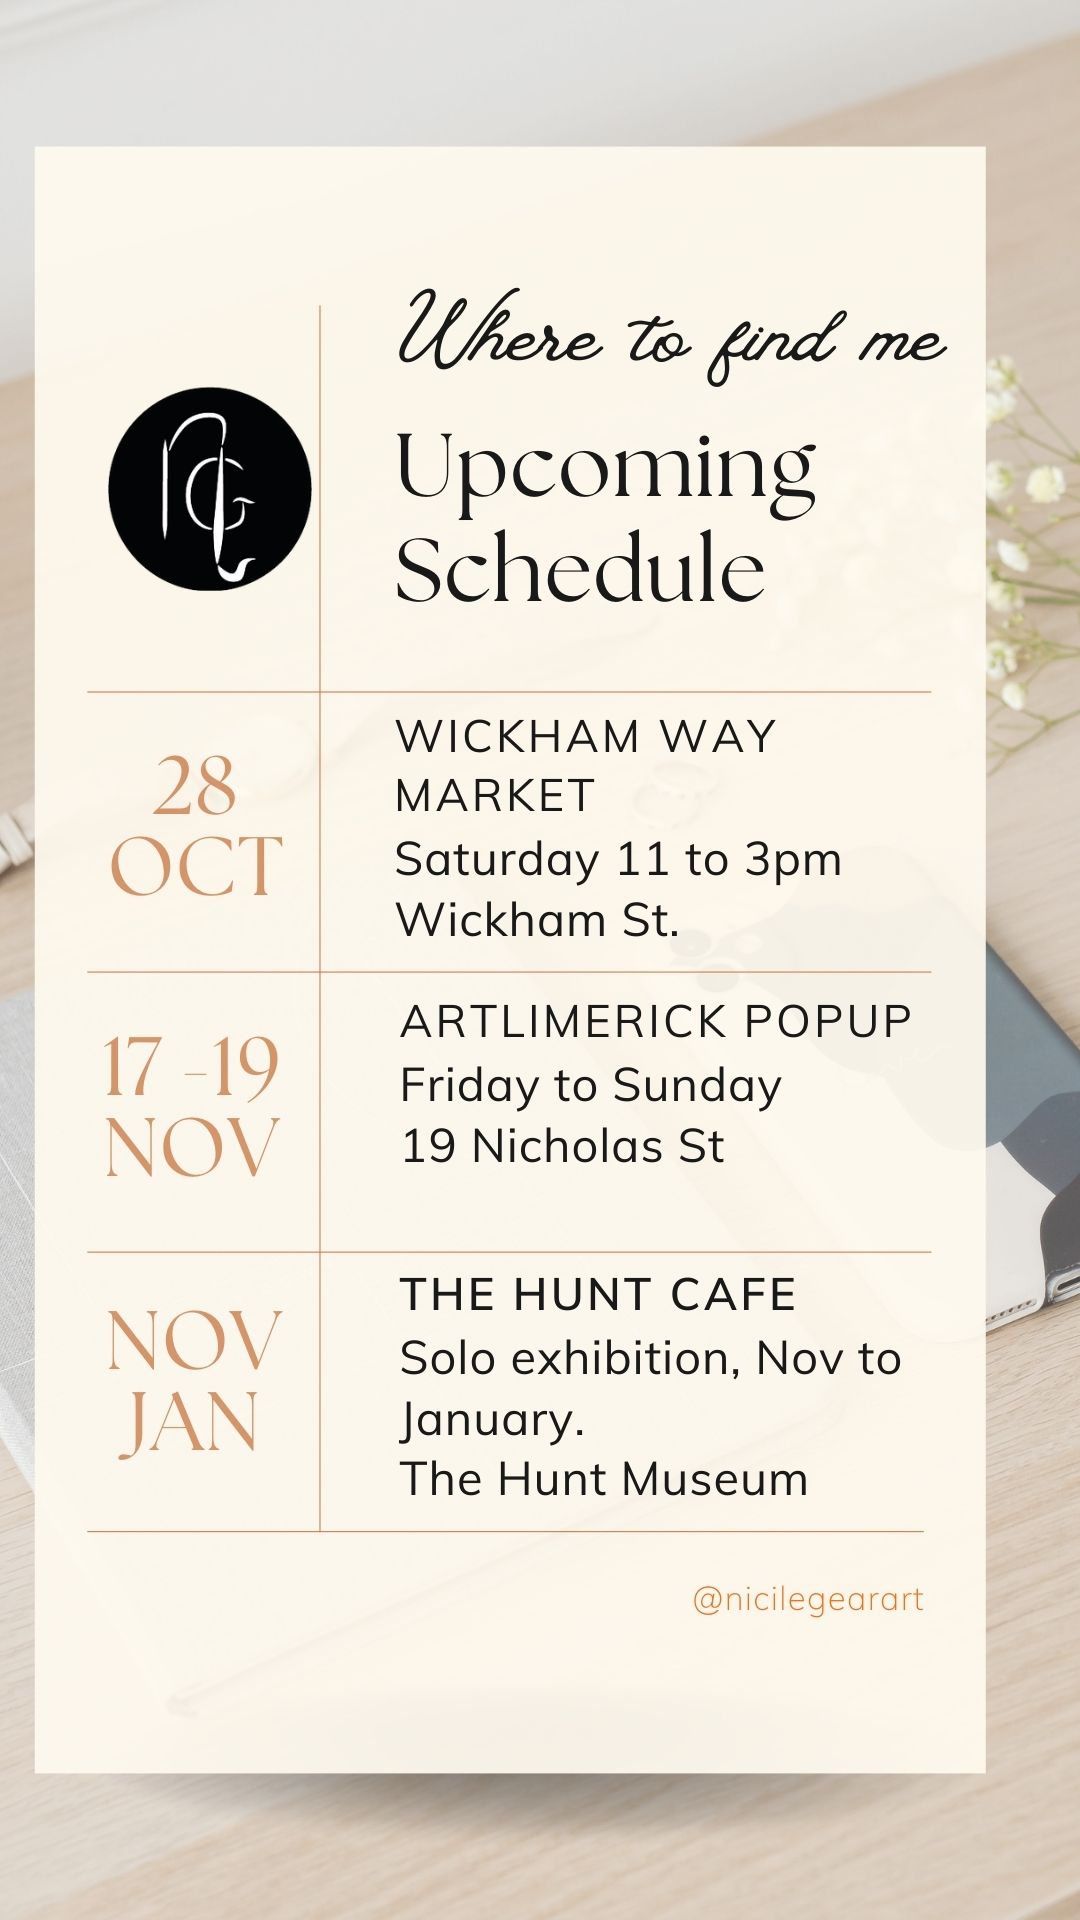 Where to find me
Upcoming
Schedule
28
OCT
WICKHAM WAY
MARKET
Saturday 11 to 3pm
Wickham St.
17 -19
NOV
ARTLIMERICK POPUP
Friday to Sunday
19 Nicholas St
NOV
JAN
THE HUNT CAFE
Solo exhibition, Nov to
January.
The Hunt Museum
@nicilegearart